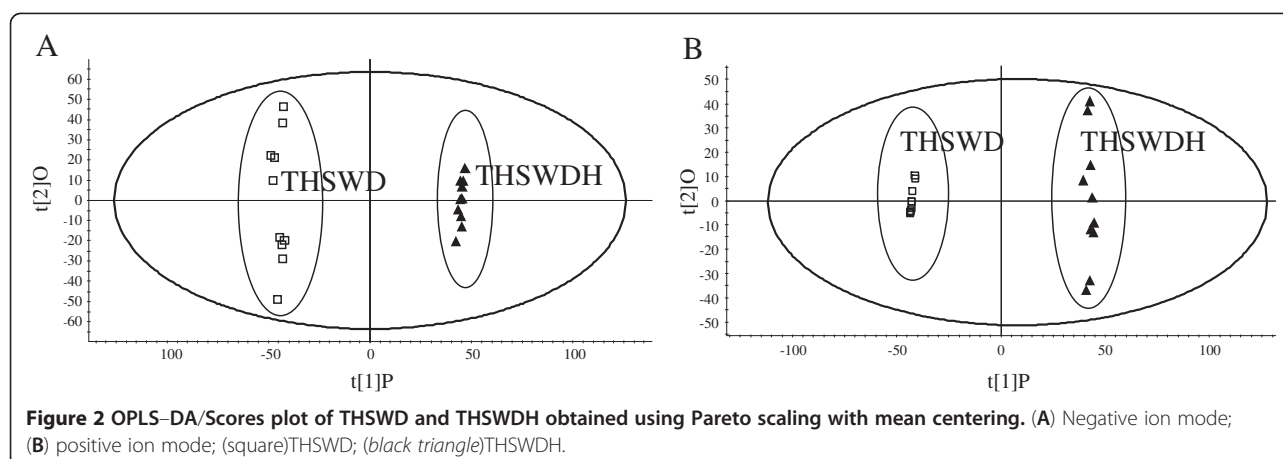 A
60
50
40
30
20
10
0
-10
-20
-30
-40
-50
-60
t[2]O
THSWD
THSWDH
100 -50 0 50 100
t[1]P
B
50
40
30
20
10
0
-10
-20
-30
-40
-50
t[2]O
THSWD
THSWDH
-100 -50 0 50 100
t[1]P
Figure 2 OPLS–DA/Scores plot of THSWD and THSWDH obtained using Pareto scaling with mean centering. (A) Negative ion mode;
(B) positive ion mode; (square)THSWD; (black triangle)THSWDH.